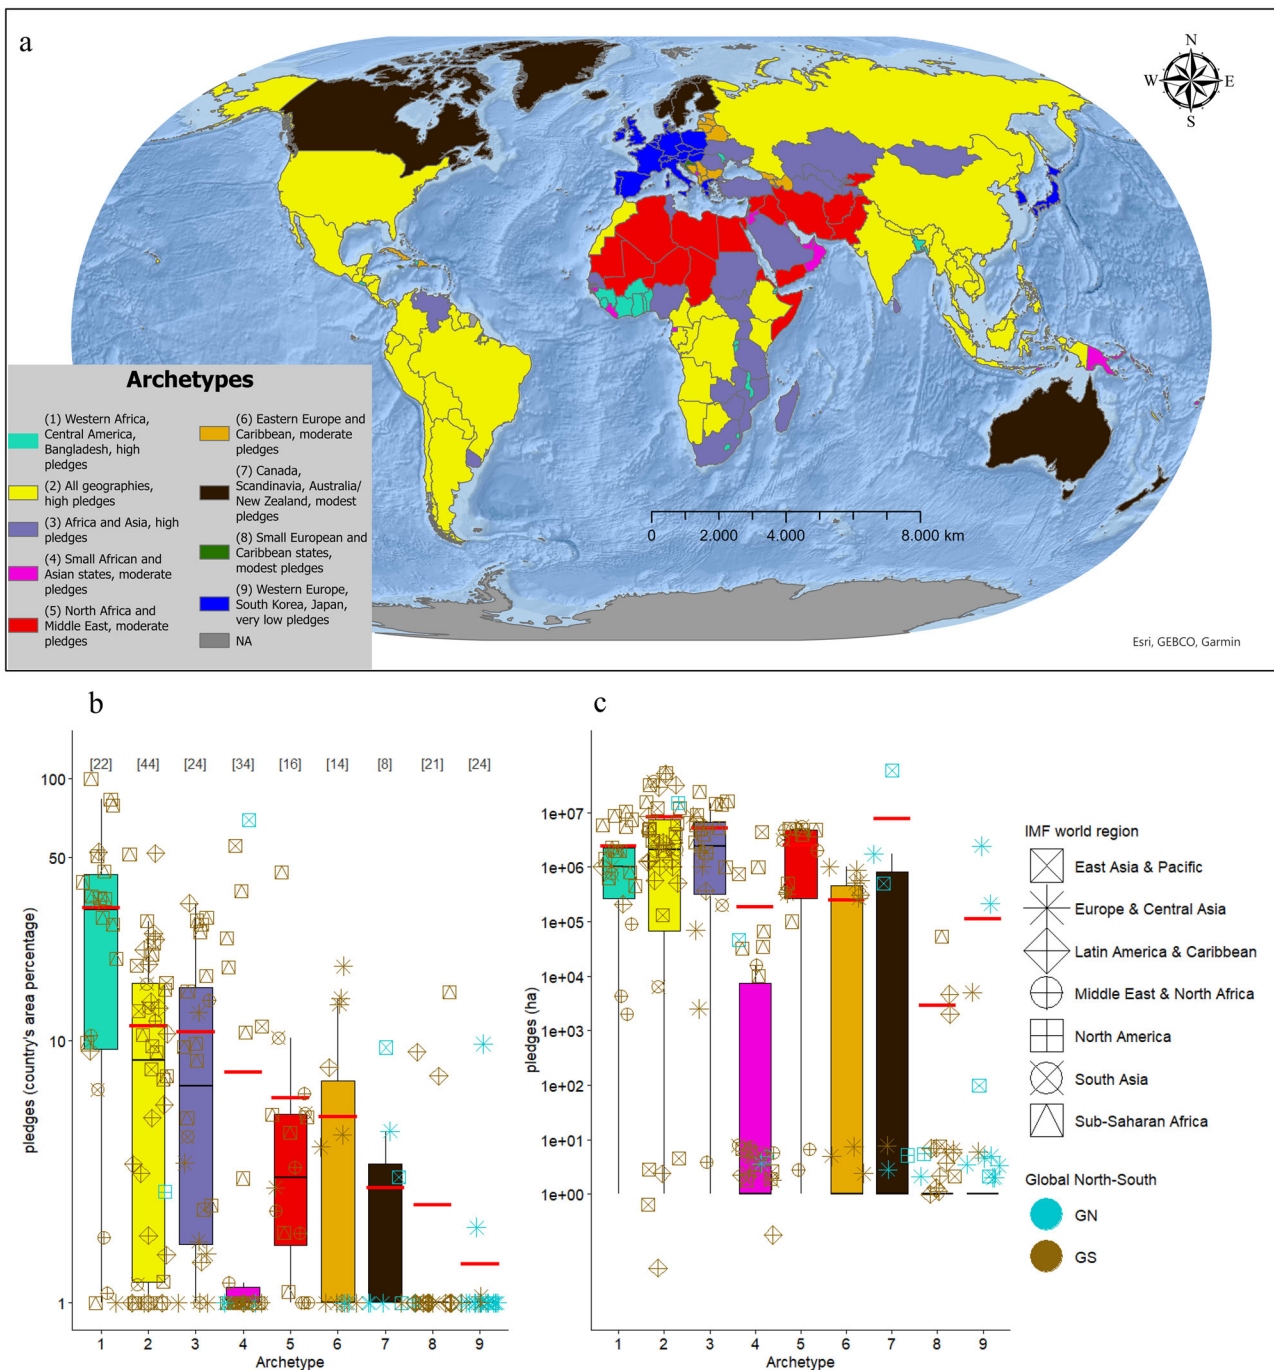 a
N
W
E
S
Archetypes
(1) Western Africa,
Central America,
Bangladesh, high
pledges
(2) All geographies,
high pledges
(3) Africa and Asia, high
pledges
(4) Small African and
Asian states, moderate
pledges
(5) North Africa and
Middle East, moderate
pledges
(6) Eastern Europe and
Caribbean, moderate
pledges
(7) Canada,
Scandinavia, Australia/
New Zealand, modest
pledges
(8) Small European and
Caribbean states,
modest pledges
(9) Western Europe,
South Korea, Japan,
very low pledges
NA
0 2.000 4.000 8.000 km
Esri, GEBCO, Garmin
b
[22] [44] [24] [34] [16] [14] [8] [21] [24]
100
50
10
1
pledges (country's area percentage)
1 2 3 4 5 6 7 8 9
Archetype
c
1e+07
1e+06
1e+05
1e+04
1e+03
1e+02
1e+01
1e+00
pledges (ha)
1 2 3 4 5 6 7 8 9
Archetype
IMF world region
East Asia & Pacific
Europe & Central Asia
Latin America & Caribbean
Middle East & North Africa
North America
South Asia
Sub-Saharan Africa
Global North-South
GN
GS